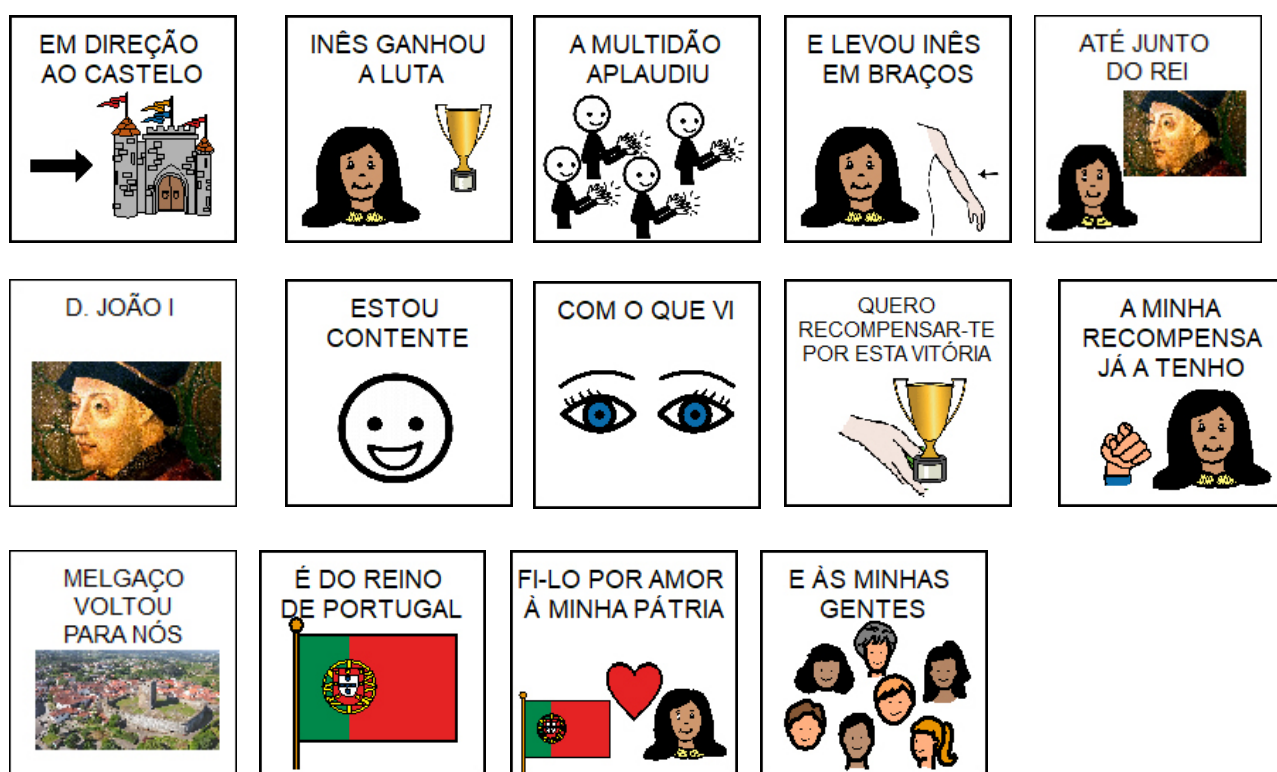 EM DIREÇÃO
AO CASTELO
INÊS GANHOU
A LUTA
A MULTIDÃO
APLAUDIU
E LEVOU INÊS
EM BRAÇOS
ATÉ JUNTO
DO REI
D. JOÃO I
ESTOU
CONTENTE
COM O QUE VI
QUERO
RECOMPENSAR-TE
POR ESTA VITÓRIA
A MINHA
RECOMPENSA
JÁ A TENHO
MELGAÇO
VOLTOU
PARA NÓS
É DO REINO
DE PORTUGAL
FI-LO POR AMOR
À MINHA PÁTRIA
E ÀS MINHAS
GENTES